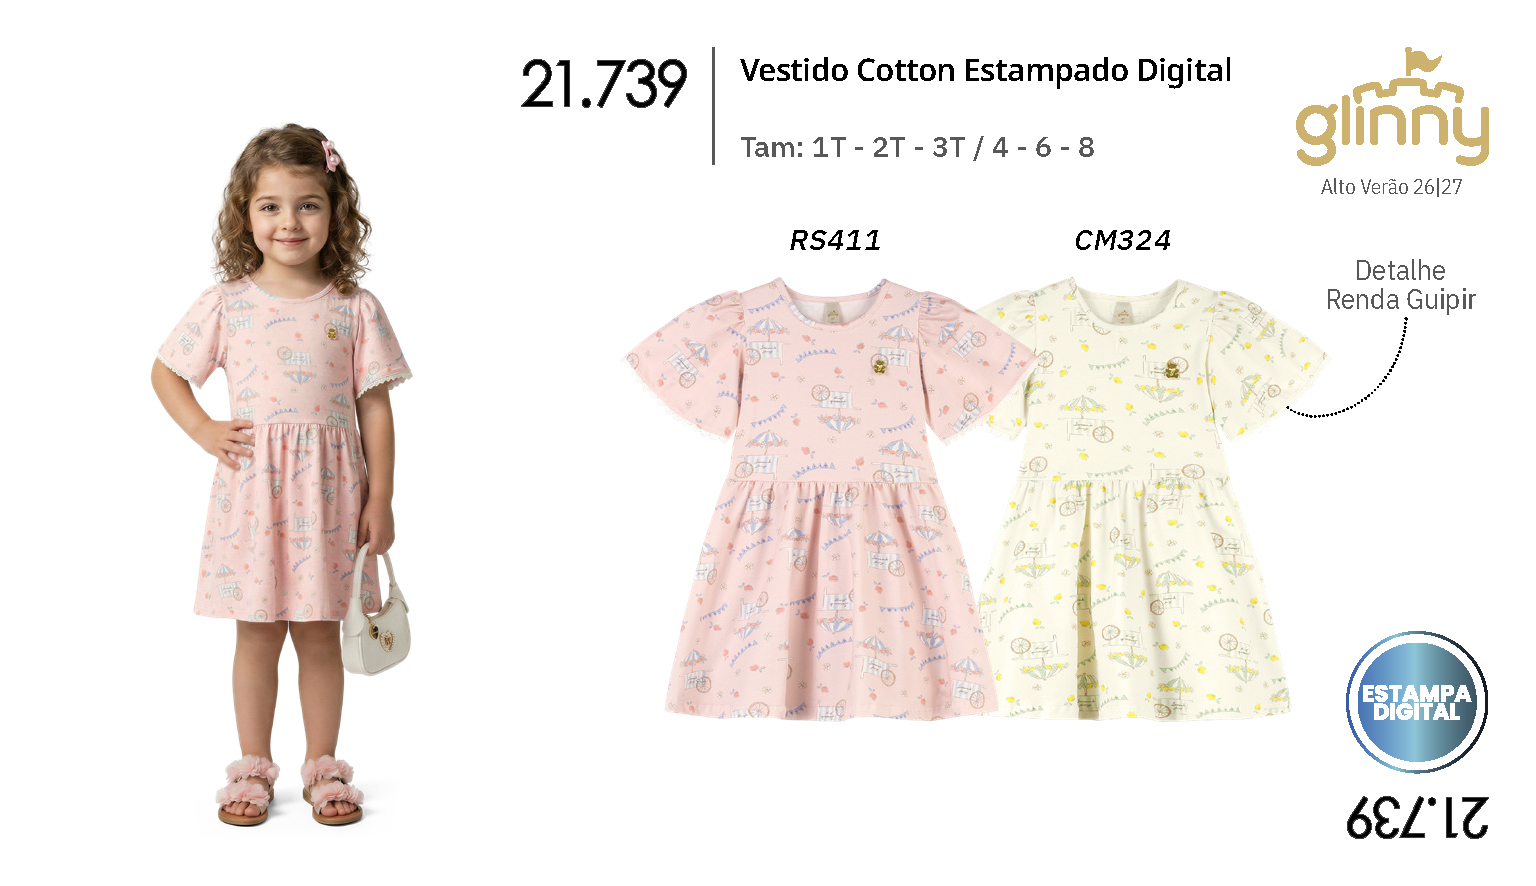 21.739
Vestido Cotton Estampado Digital
Tam: 1T - 2T - 3T / 4 - 6 - 8
glinny
Alto Verão 26|27
RS411
CM324
Detalhe
Renda Guipir
ESTAMPA
DIGITAL
21.739